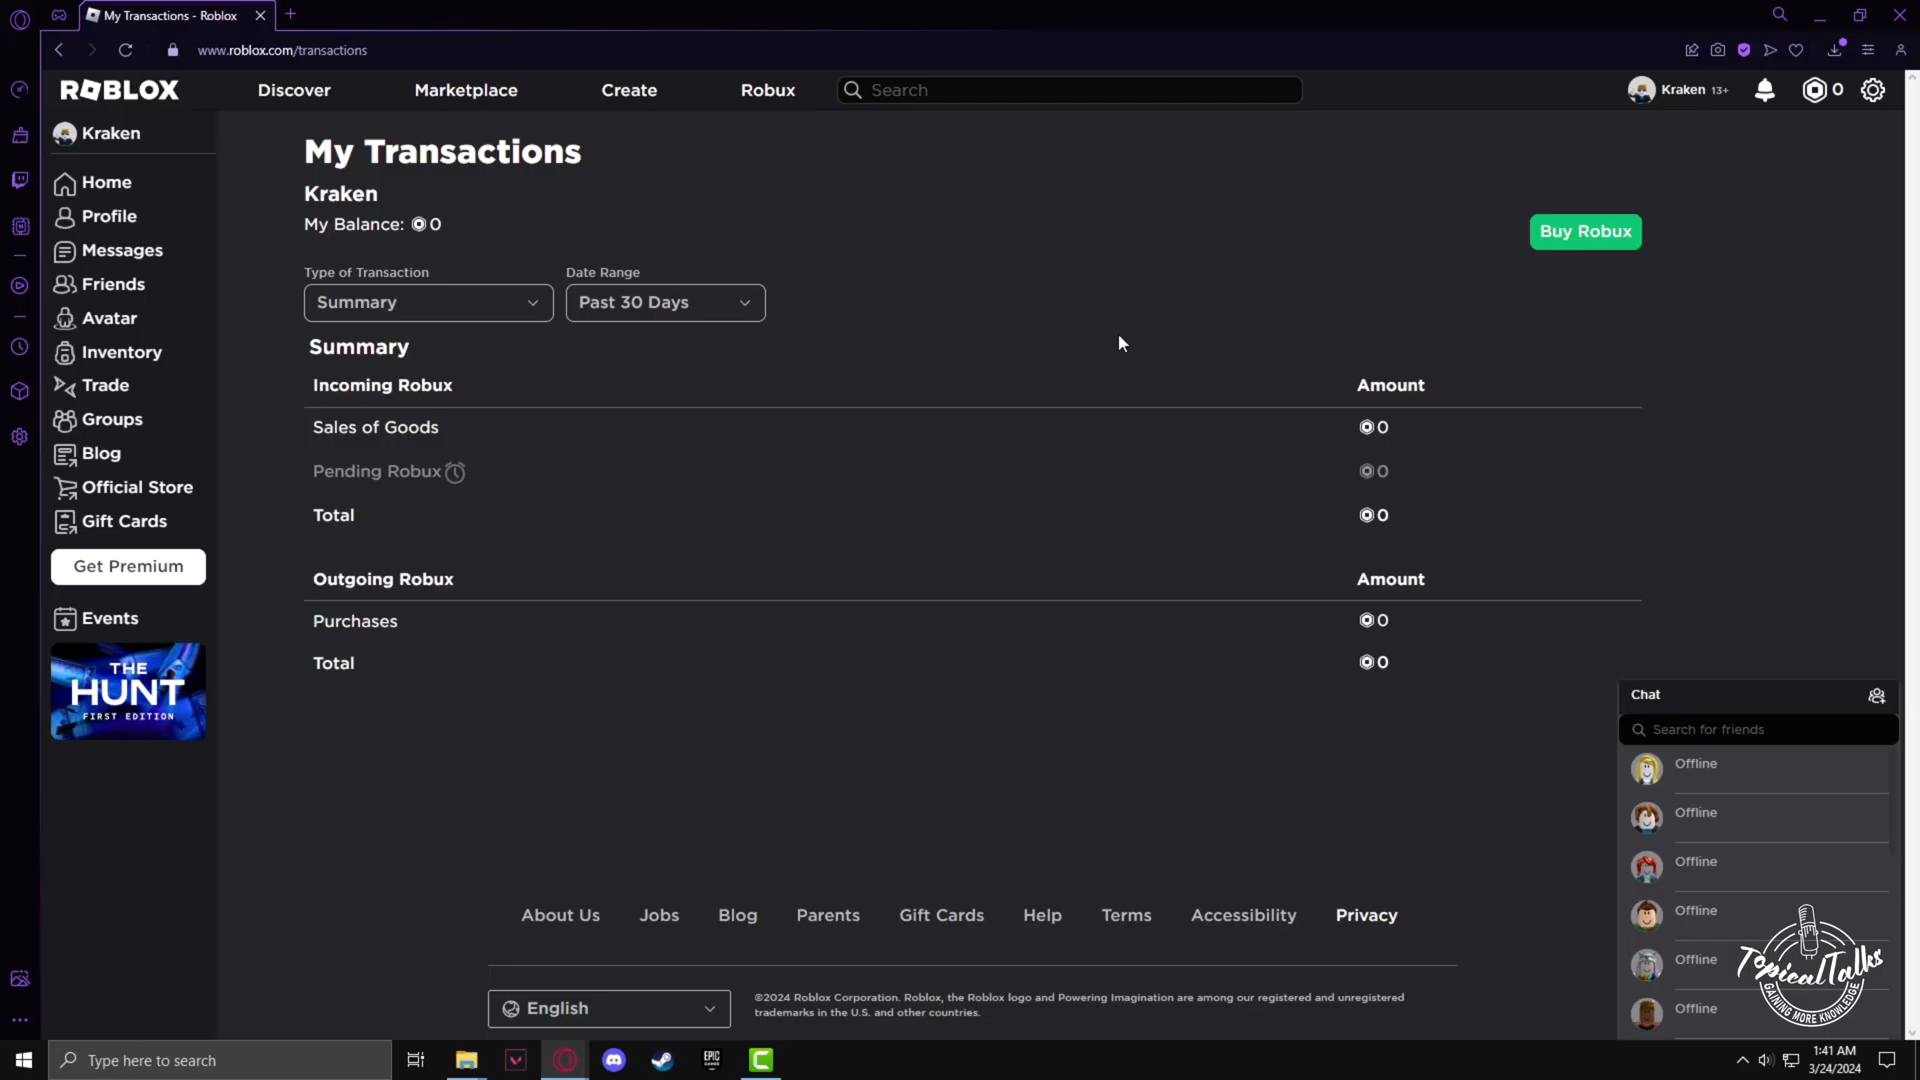 My Transactions - Roblox
www.roblox.com/transactions
ROBLOX
Discover
Marketplace
Create
Robux
Search
Kraken 13+
0
Kraken
Home
Profile
Messages
Friends
Avatar
Inventory
Trade
Groups
Blog
Official Store
Gift Cards
Get Premium
Events
THE
HUNT
FIRST EDITION
My Transactions
Kraken
My Balance: 0
Buy Robux
Type of Transaction
Summary
Date Range
Past 30 Days
Summary
Incoming Robux Amount
Sales of Goods 0
Pending Robux 0
Total 0
Outgoing Robux Amount
Purchases 0
Total 0
Chat
Search for friends
Offline
Offline
Offline
Offline
Offline
Offline
TopicalTalks
GAINING MORE KNOWLEDGE
About Us
Jobs
Blog
Parents
Gift Cards
Help
Terms
Accessibility
Privacy
English
©2024 Roblox Corporation. Roblox, the Roblox logo and Powering Imagination are among our registered and unregistered
trademarks in the U.S. and other countries.
Type here to search
EPIC
GAMES
1:41 AM
3/24/2024